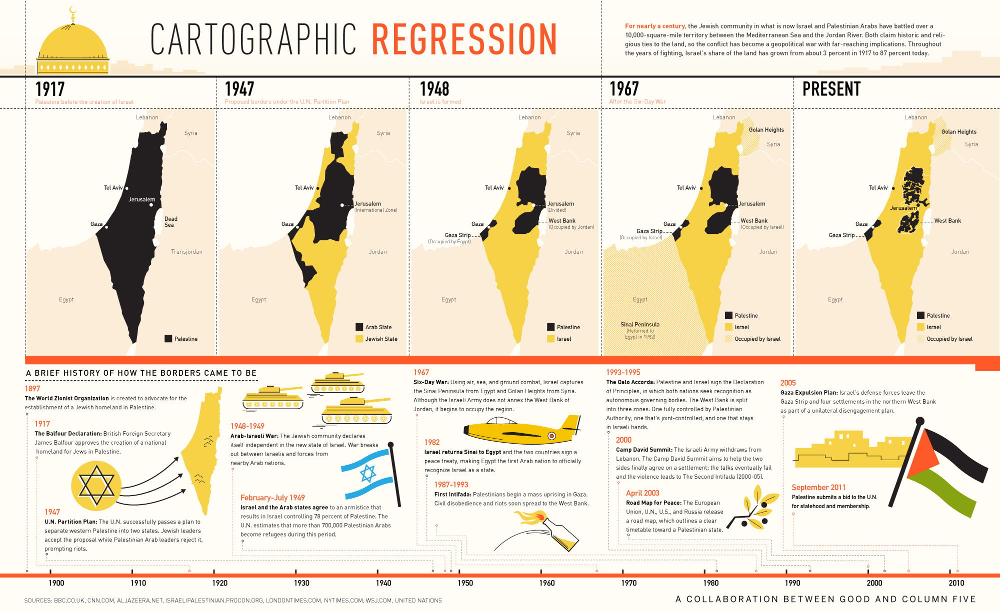 CARTOGRAPHIC REGRESSION
For nearly a century, the Jewish community in what is now Israel and Palestinian Arabs have battled over a
10,000-square-mile territory between the Mediterranean Sea and the Jordan River. Both claim historic and reli-
gious ties to the land, so the conflict has become a geopolitical war with far-reaching implications. Throughout
the years of fighting, Israel's share of the land has grown from about 3 percent in 1917 to 87 percent today.
1917
Palestine before the creation of Israel
Lebanon
Syria
Tel Aviv
Jerusalem
Gaza
Dead
Sea
Transjordan
Egypt
Palestine
1947
Proposed borders under the U.N. Partition Plan
Lebanon
Syria
Tel Aviv
Jerusalem
(International Zone)
Gaza
Jordan
Egypt
Arab State
Jewish State
1948
Israel is formed
Lebanon
Syria
Tel Aviv
Jerusalem
(Divided)
West Bank
(Occupied by Jordan)
Gaza
Gaza Strip
(Occupied by Egypt)
Jordan
Egypt
Palestine
Israel
1967
After the Six-Day War
Lebanon
Golan Heights
Syria
Tel Aviv
Jerusalem
West Bank
(Occupied by Israel)
Gaza
Gaza Strip
(Occupied by Israel)
Jordan
Egypt
Sinai Peninsula
(Returned to
Egypt in 1982)
Palestine
Israel
Occupied by Israel
PRESENT
Lebanon
Golan Heights
Syria
Tel Aviv
Jerusalem
West Bank
Gaza
Gaza Strip
Jordan
Egypt
Palestine
Israel
Occupied by Israel
A BRIEF HISTORY OF HOW THE BORDERS CAME TO BE
1897
The World Zionist Organization is created to advocate for the
establishment of a Jewish homeland in Palestine.
1917
The Balfour Declaration: British Foreign Secretary
James Balfour approves the creation of a national
homeland for Jews in Palestine.
1947
U.N. Partition Plan: The U.N. successfully passes a plan to
separate western Palestine into two states. Jewish leaders
accept the proposal while Palestinian Arab leaders reject it,
prompting riots.
1948-1949
Arab-Israeli War: The Jewish community declares
itself independent in the new state of Israel. War breaks
out between Israelis and forces from
nearby Arab nations.
February-July 1949
Israel and the Arab states agree to an armistice that
results in Israel controlling 78 percent of Palestine. The
U.N. estimates that more than 700,000 Palestinian Arabs
become refugees during this period.
1967
Six-Day War: Using air, sea, and ground combat, Israel captures
the Sinai Peninsula from Egypt and Golan Heights from Syria.
Although the Israeli Army does not annex the West Bank of
Jordan, it begins to occupy the region.
1982
Israel returns Sinai to Egypt and the two countries sign a
peace treaty, making Egypt the first Arab nation to officially
recognize Israel as a state.
1987-1993
First Intifada: Palestinians begin a mass uprising in Gaza.
Civil disobedience and riots soon spread to the West Bank.
1993-1995
The Oslo Accords: Palestine and Israel sign the Declaration
of Principles, in which both nations seek recognition as
autonomous governing bodies. The West Bank is split
into three zones: One fully controlled by Palestinian
Authority; one that's joint-controlled; and one that stays
in Israeli hands.
2000
Camp David Summit: The Israeli Army withdraws from
Lebanon. The Camp David Summit aims to help the two
sides finally agree on a settlement; the talks eventually fail
and the violence leads to The Second Intifada (2000-05).
April 2003
Road Map for Peace: The European
Union, U.N., U.S., and Russia release
a road map, which outlines a clear
timetable toward a Palestinian state.
2005
Gaza Expulsion Plan: Israel's defense forces leave the
Gaza Strip and four settlements in the northern West Bank
as part of a unilateral disengagement plan.
September 2011
Palestine submits a bid to the U.N.
for statehood and membership.
1900 1910 1920 1930 1940 1950 1960 1970 1980 1990 2000 2010
SOURCES: BBC.CO.UK, CNN.COM, ALJAZEERA.NET, ISRAELIPALESTINIAN.PROCON.ORG, LONDONTIMES.COM, NYTIMES.COM, WSJ.COM, UNITED NATIONS
A COLLABORATION BETWEEN GOOD AND COLUMN FIVE